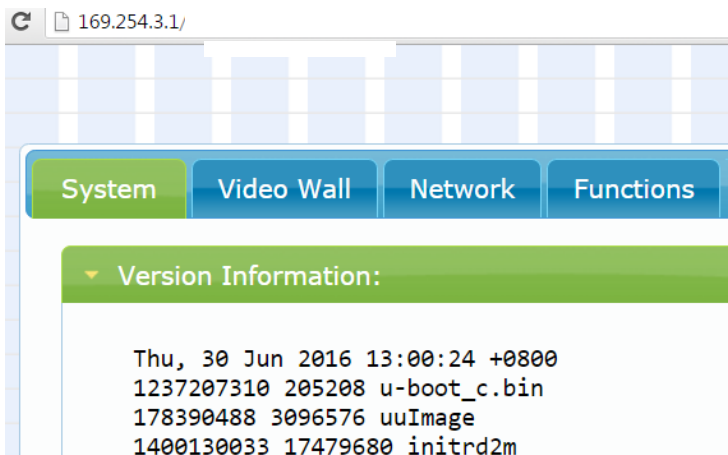 169.254.3.1/
System Video Wall Network Functions
Version Information:
Thu, 30 Jun 2016 13:00:24 +0800
1237207310 205208 u-boot_c.bin
178390488 3096576 uuImage
1400130033 17479680 initrd2m